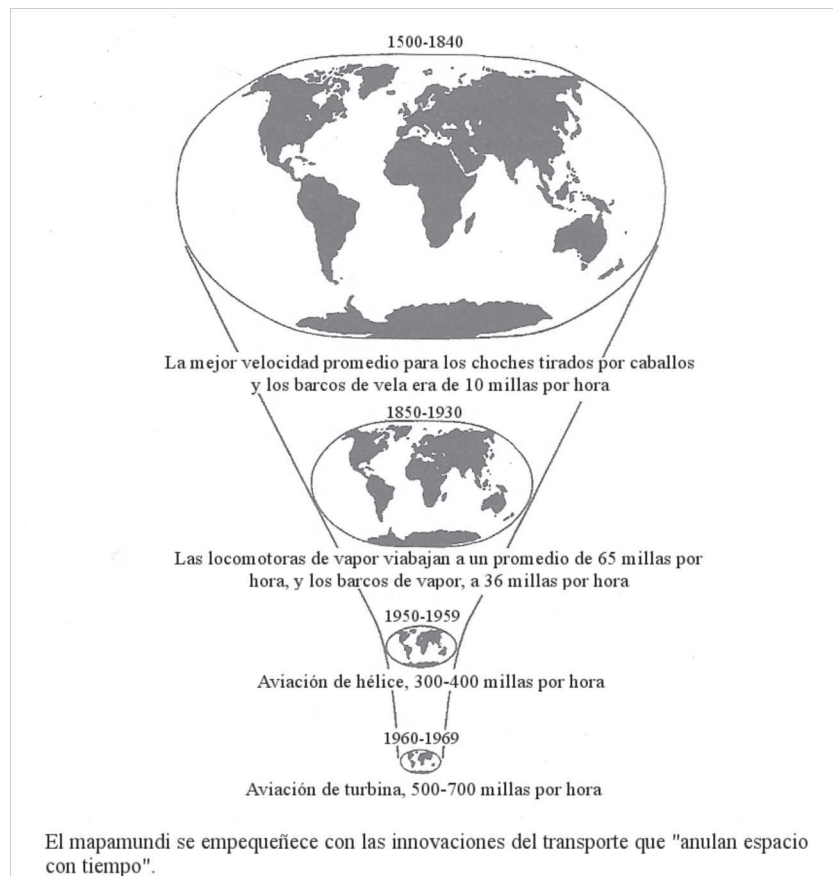 1500-1840
La mejor velocidad promedio para los choches tirados por caballos
y los barcos de vela era de 10 millas por hora
1850-1930
Las locomotoras de vapor viabajan a un promedio de 65 millas por
hora, y los barcos de vapor, a 36 millas por hora
1950-1959
Aviación de hélice, 300-400 millas por hora
1960-1969
Aviación de turbina, 500-700 millas por hora
El mapamundi se empequeñece con las innovaciones del transporte que "anulan espacio
con tiempo".